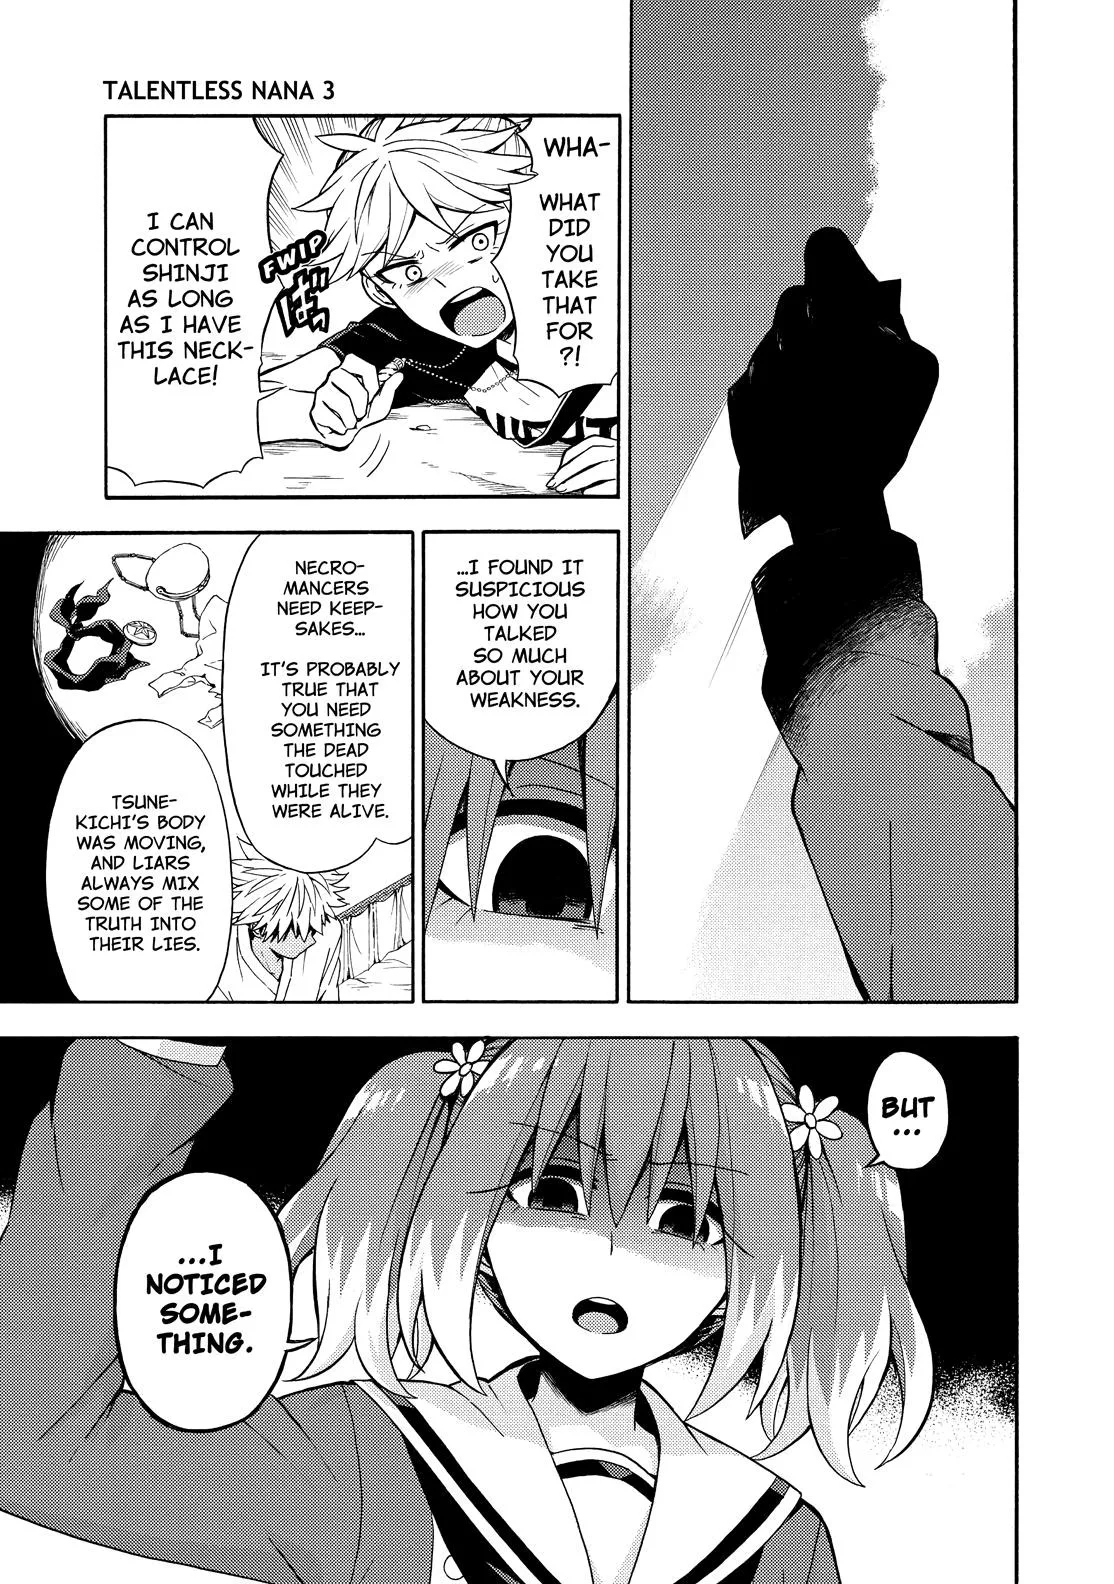 TALENTLESS NANA 3
WHA-
WHAT
DID
YOU
TAKE
THAT
FOR
?!
FWIP
ばっ
I CAN
CONTROL
SHINJI
AS LONG
AS I HAVE
THIS NECK-
LACE!
...I FOUND IT
SUSPICIOUS
HOW YOU
TALKED
SO MUCH
ABOUT YOUR
WEAKNESS.
NECRO-
MANCERS
NEED KEEP-
SAKES...
IT'S PROBABLY
TRUE THAT
YOU NEED
SOMETHING
THE DEAD
TOUCHED
WHILE THEY
WERE ALIVE.
TSUNE-
KICHI'S BODY
WAS MOVING,
AND LIARS
ALWAYS MIX
SOME OF THE
TRUTH INTO
THEIR LIES.
BUT
...
...I
NOTICED
SOME-
THING.